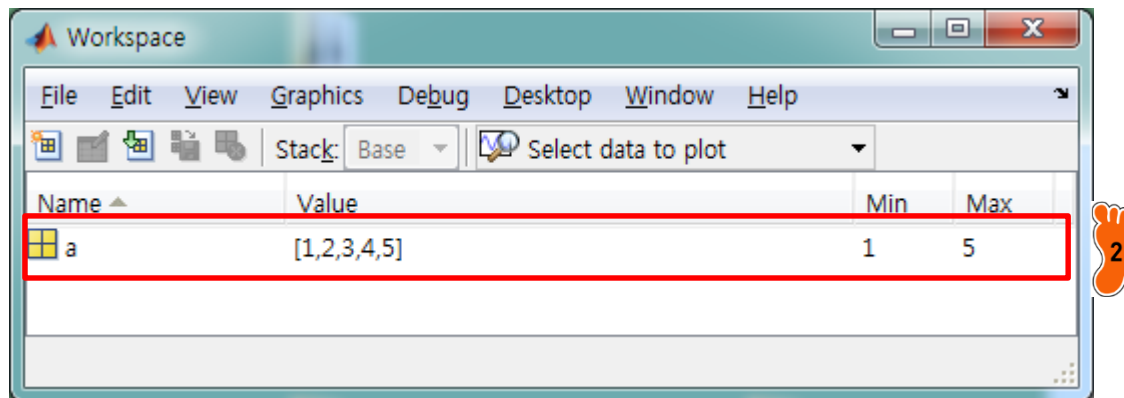 Workspace
File Edit View Graphics Debug Desktop Window Help
Stack: Base Select data to plot
Name Value Min Max
a [1,2,3,4,5] 1 5
2